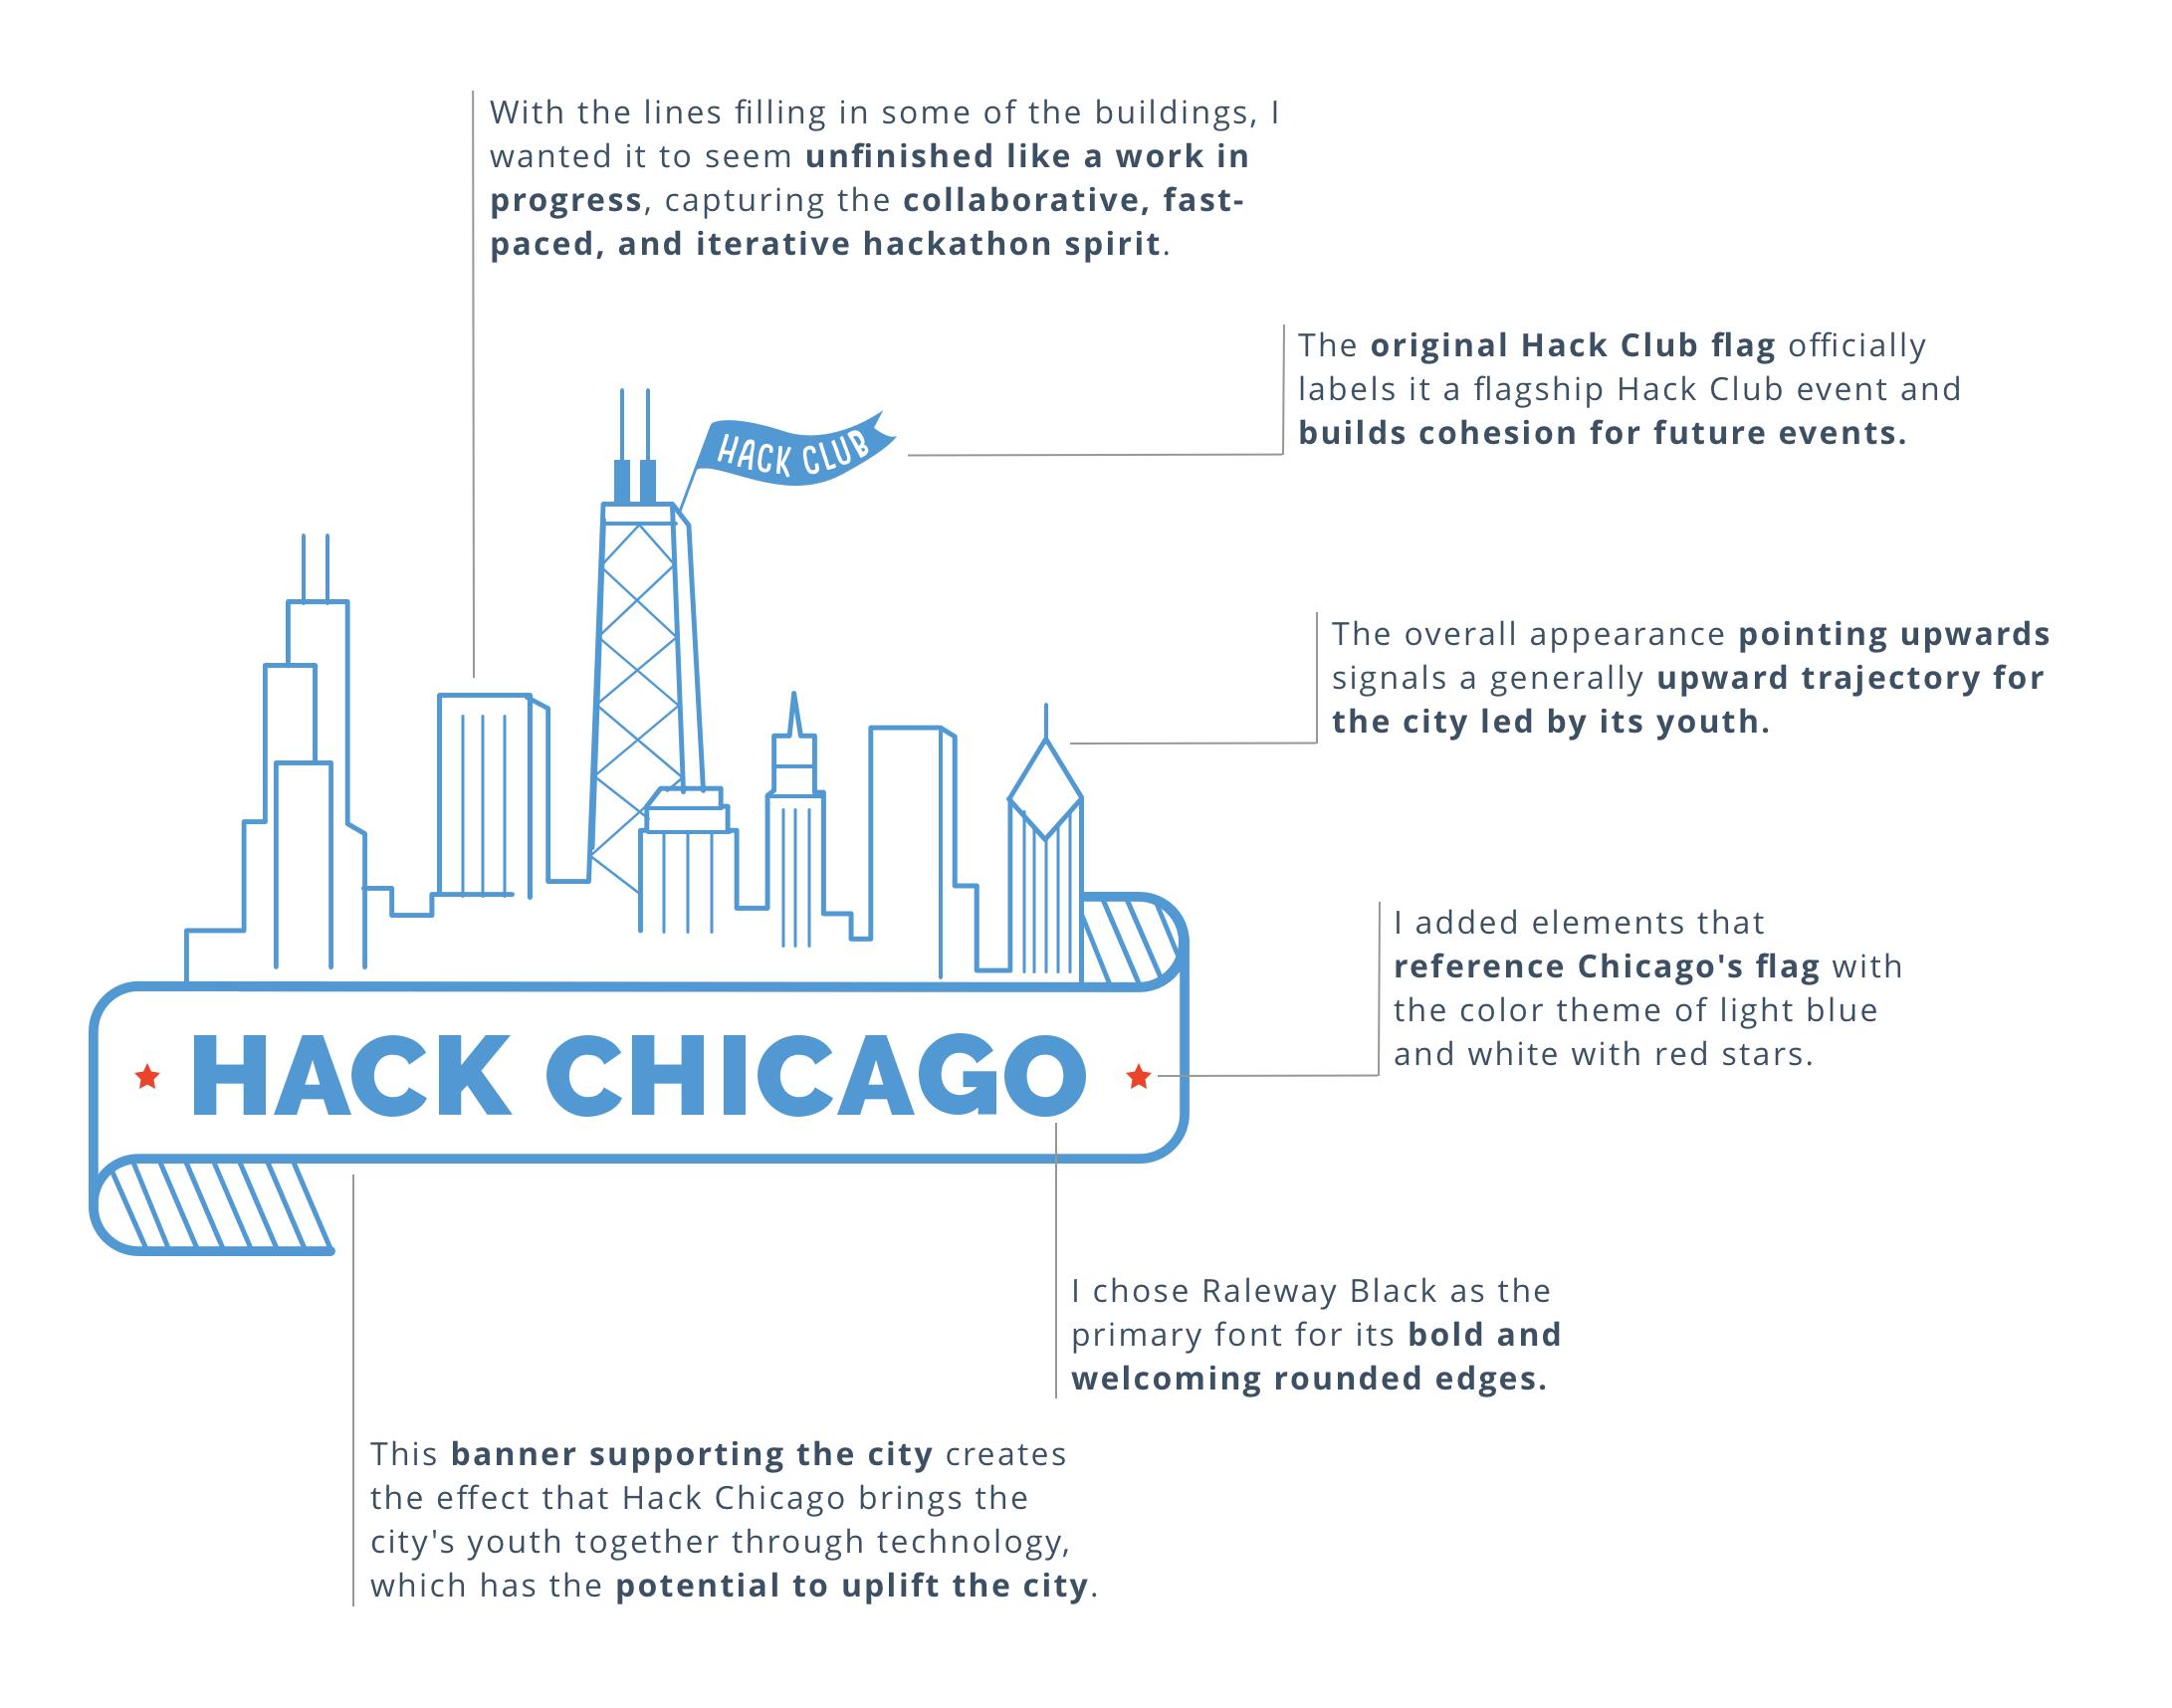 With the lines filling in some of the buildings, I
wanted it to seem unfinished like a work in
progress, capturing the collaborative, fast-
paced, and iterative hackathon spirit.
The original Hack Club flag officially
labels it a flagship Hack Club event and
builds cohesion for future events.
HACK CLUB
The overall appearance pointing upwards
signals a generally upward trajectory for
the city led by its youth.
I added elements that
reference Chicago's flag with
the color theme of light blue
and white with red stars.
HACK CHICAGO
I chose Raleway Black as the
primary font for its bold and
welcoming rounded edges.
This banner supporting the city creates
the effect that Hack Chicago brings the
city's youth together through technology,
which has the potential to uplift the city.